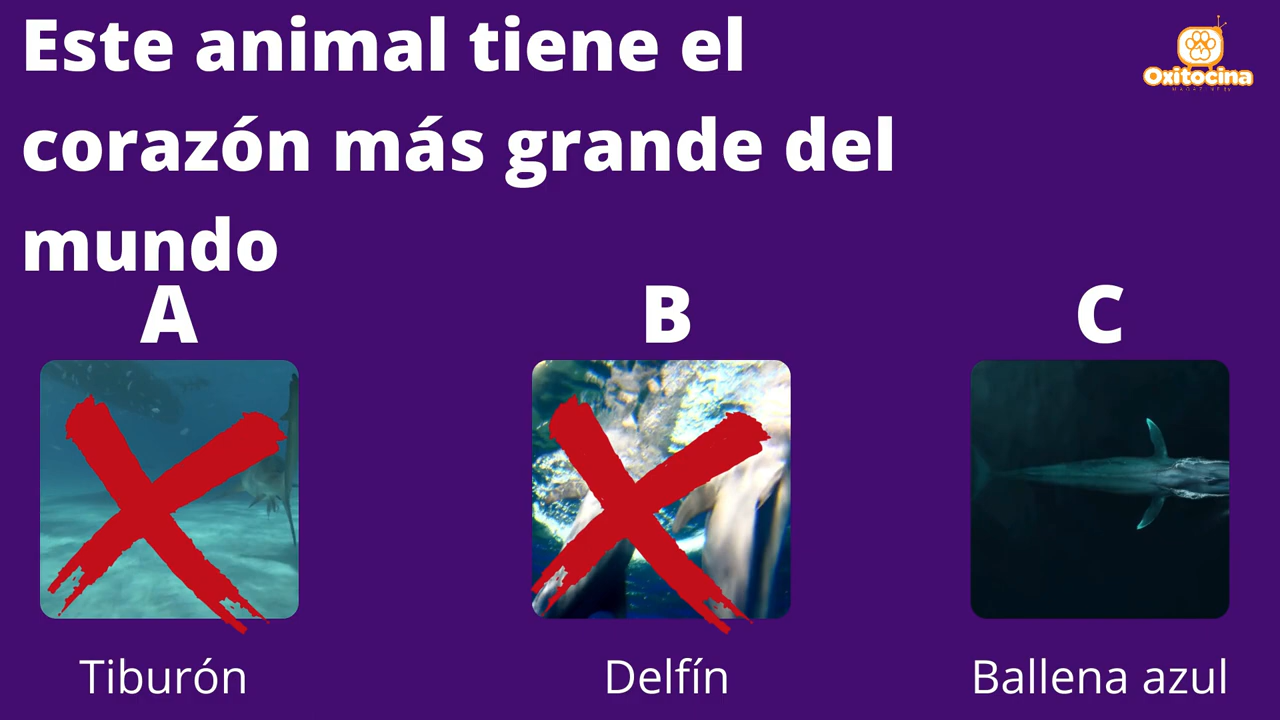 Este animal tiene el
corazón más grande del
mundo
A
B
C
Oxitocina
Tiburón
Delfín
Ballena azul